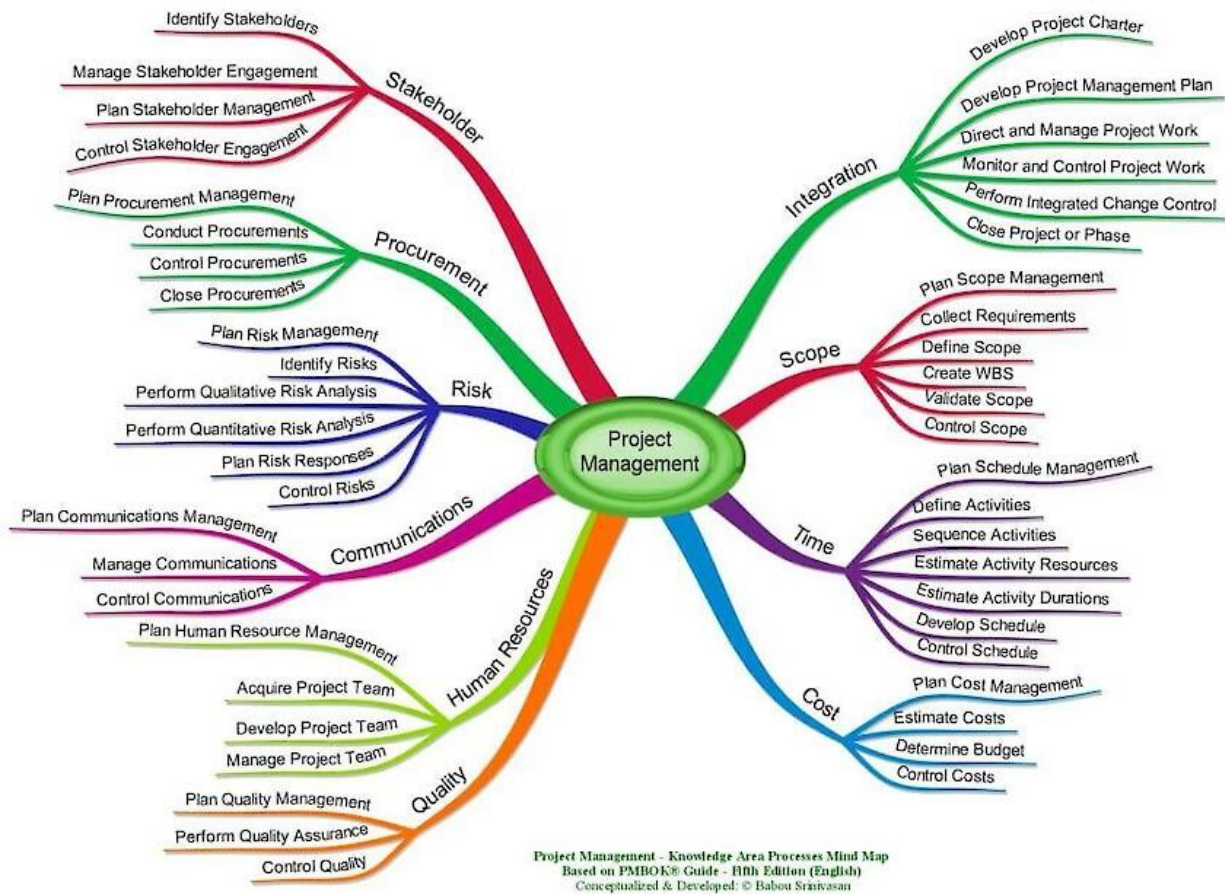 Project
Management
Integration
Develop Project Charter
Develop Project Management Plan
Direct and Manage Project Work
Monitor and Control Project Work
Perform Integrated Change Control
Close Project or Phase
Scope
Plan Scope Management
Collect Requirements
Define Scope
Create WBS
Validate Scope
Control Scope
Time
Plan Schedule Management
Define Activities
Sequence Activities
Estimate Activity Resources
Estimate Activity Durations
Develop Schedule
Control Schedule
Cost
Plan Cost Management
Estimate Costs
Determine Budget
Control Costs
Quality
Plan Quality Management
Perform Quality Assurance
Control Quality
Human Resources
Plan Human Resource Management
Acquire Project Team
Develop Project Team
Manage Project Team
Communications
Plan Communications Management
Manage Communications
Control Communications
Risk
Plan Risk Management
Identify Risks
Perform Qualitative Risk Analysis
Perform Quantitative Risk Analysis
Plan Risk Responses
Control Risks
Procurement
Plan Procurement Management
Conduct Procurements
Control Procurements
Close Procurements
Stakeholder
Identify Stakeholders
Manage Stakeholder Engagement
Plan Stakeholder Management
Control Stakeholder Engagement
Project Management - Knowledge Area Processes Mind Map
Based on PMBOK® Guide - Fifth Edition (English)
Conceptualized & Developed: © Babou Srinivasan